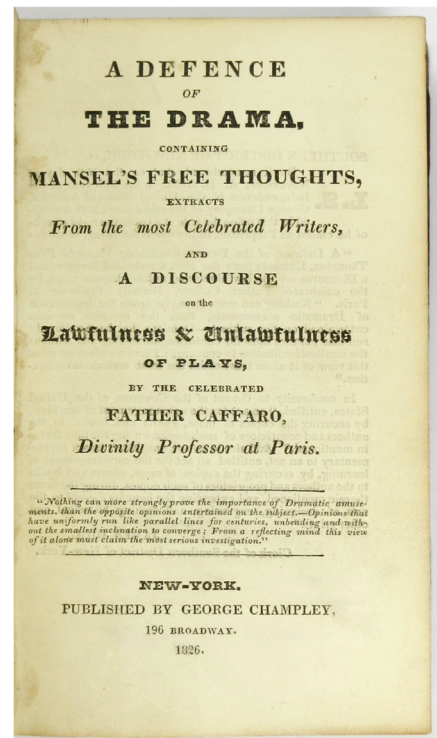 A DEFENCE
OF
THE DRAMA,
CONTAINING
MANSEL'S FREE THOUGHTS,
EXTRACTS
From the most Celebrated Writers,
AND
A DISCOURSE
on the
Lawfulness & Unlawfulness
OF PLAYS,
BY THE CELEBRATED
FATHER CAFFARO,
Divinity Professor at Paris.
"Nothing can more strongly prove the importance of Dramatic amuse-
ments, than the opposite opinions entertained on the subject.—Opinions that
have uniformly run like parallel lines for centuries, unbending and with-
out the smallest inclination to converge; From a reflecting mind this view
of it alone must claim the most serious investigation."
NEW-YORK.
PUBLISHED BY GEORGE CHAMPLEY,
196 BROADWAY.
1826.